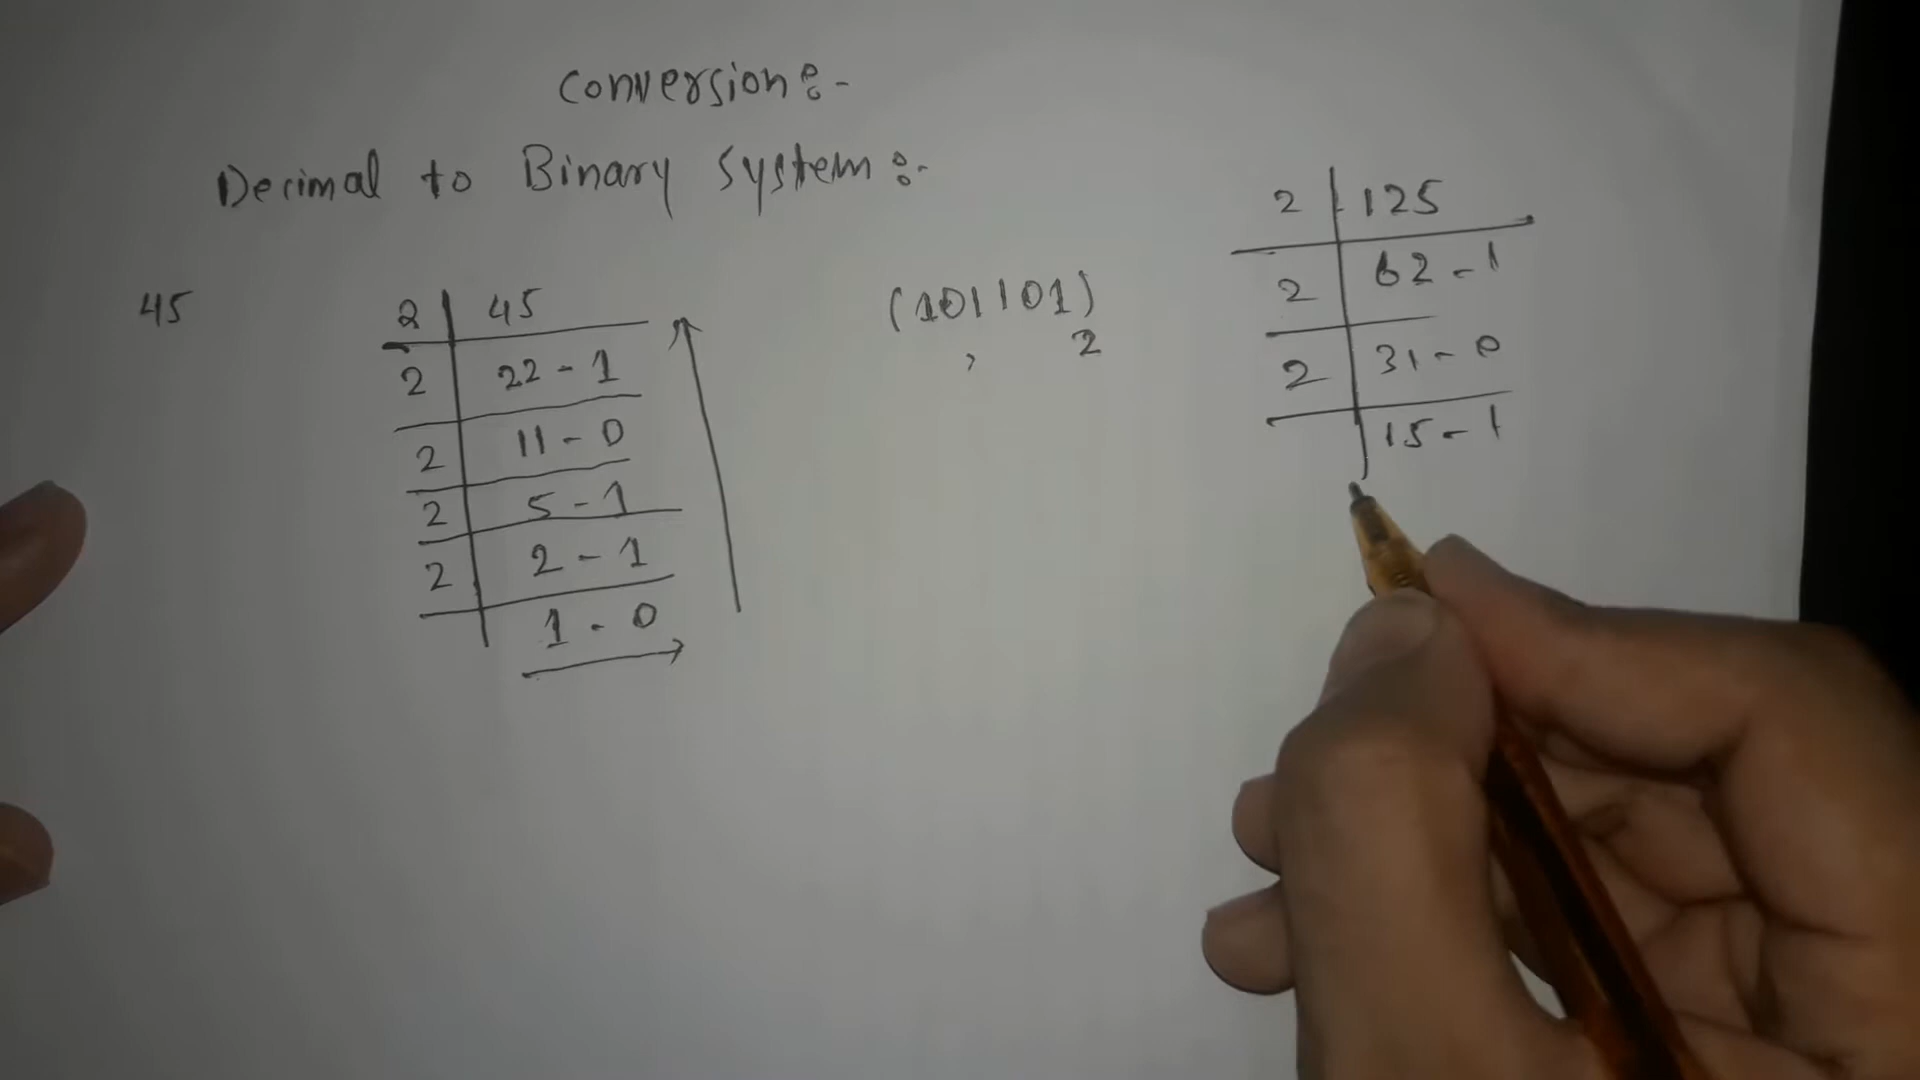 Conversion:-
Decimal to Binary System:-
45
2 | 45
2 | 22 - 1
2 | 11 - 0
2 | 5 - 1
2 | 2 - 1
1 - 0
(101101)
, 2
2 | 125
2 | 62 - 1
2 | 31 - 0
15 - 1